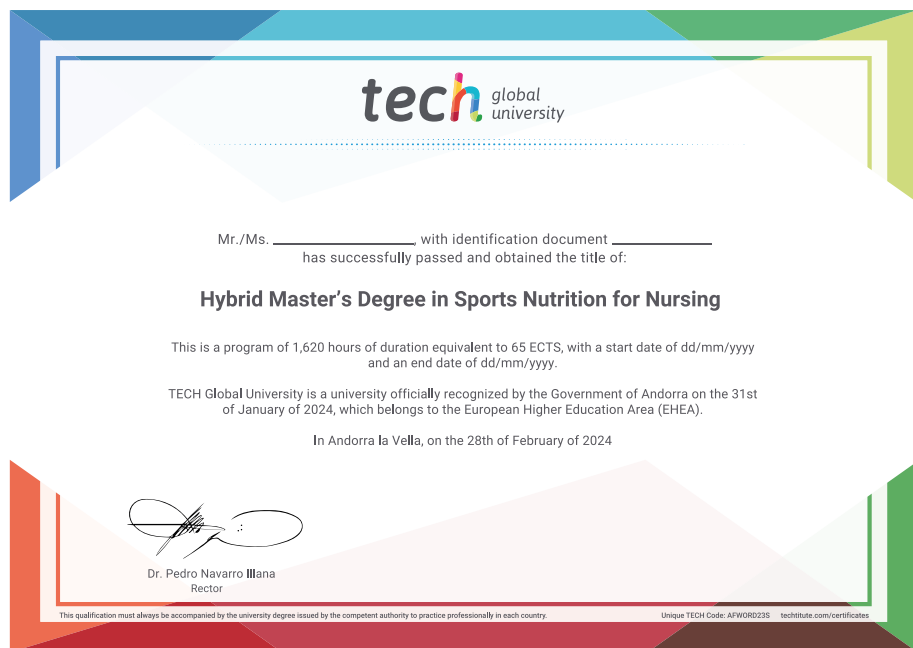 tech global
university
Mr./Ms. ____________, with identification document ____________
has successfully passed and obtained the title of:
Hybrid Master’s Degree in Sports Nutrition for Nursing
This is a program of 1,620 hours of duration equivalent to 65 ECTS, with a start date of dd/mm/yyyy
and an end date of dd/mm/yyyy.
TECH Global University is a university officially recognized by the Government of Andorra on the 31st
of January of 2024, which belongs to the European Higher Education Area (EHEA).
In Andorra la Vella, on the 28th of February of 2024
Dr. Pedro Navarro Illana
Rector
This qualification must always be accompanied by the university degree issued by the competent authority to practice professionally in each country.
Unique TECH Code: AFWORD23S techtitute.com/certificates